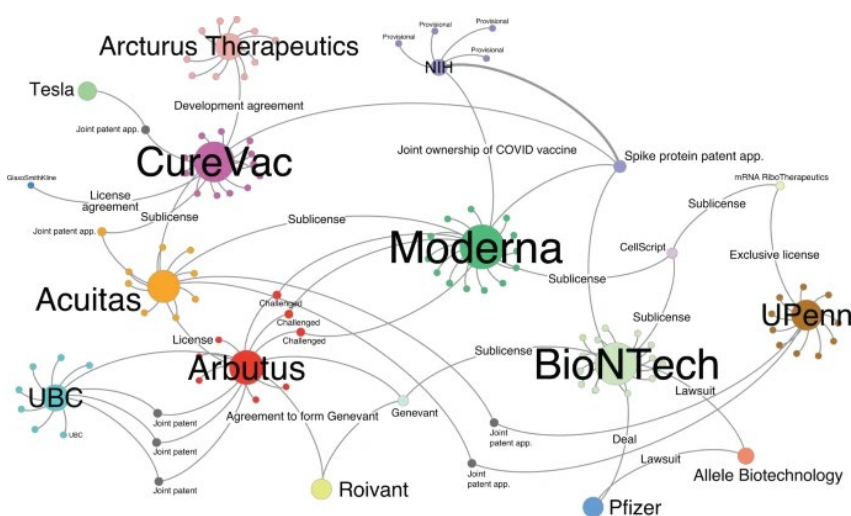 Provisional
Provisional
Provisional
Provisional
Arcturus Therapeutics
NIH
Tesla
Development agreement
Joint patent app.
Joint ownership of COVID vaccine
CureVac
Spike protein patent app.
GlaxoSmithKline
mRNA RiboTherapeutics
License
agreement
Sublicense
Sublicense
Sublicense
Joint patent app.
Moderna
CellScript
Exclusive license
Sublicense
Acuitas
Challenged
Challenged
Challenged
Sublicense
UPenn
License
Sublicense
Arbutus
BioNTech
Lawsuit
UBC
Joint patent
Agreement to form Genevant
Genevant
Joint
patent app.
UBC
Joint patent
Deal
Lawsuit
Allele Biotechnology
Joint
patent app.
Joint patent
Roivant
Pfizer